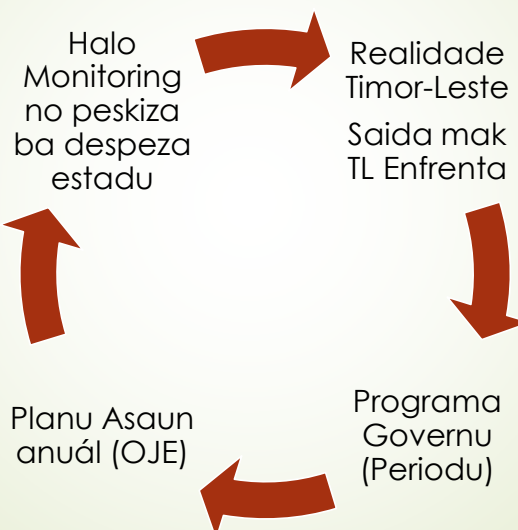 Halo
Monitoring
no peskiza
ba despeza
estadu
Realidade
Timor-Leste
Saida mak
TL Enfrenta
Programa
Governu
(Periodu)
Planu Asaun
anuál (OJE)